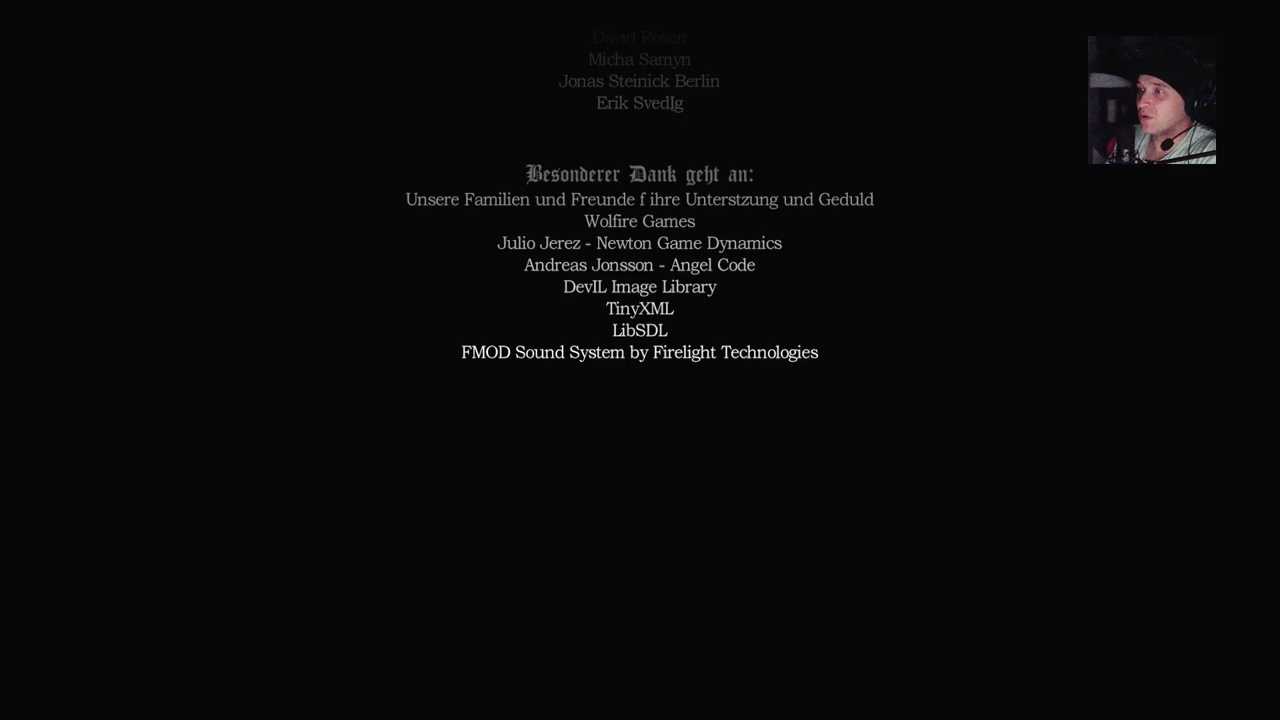 David Rosen
Micha Samyn
Jonas Steinick Berlin
Erik SvedIg
Besonderer Dank geht an:
Unsere Familien und Freunde f ihre Unterstzung und Geduld
Wolfire Games
Julio Jerez - Newton Game Dynamics
Andreas Jonsson - Angel Code
DevIL Image Library
TinyXML
LibSDL
FMOD Sound System by Firelight Technologies